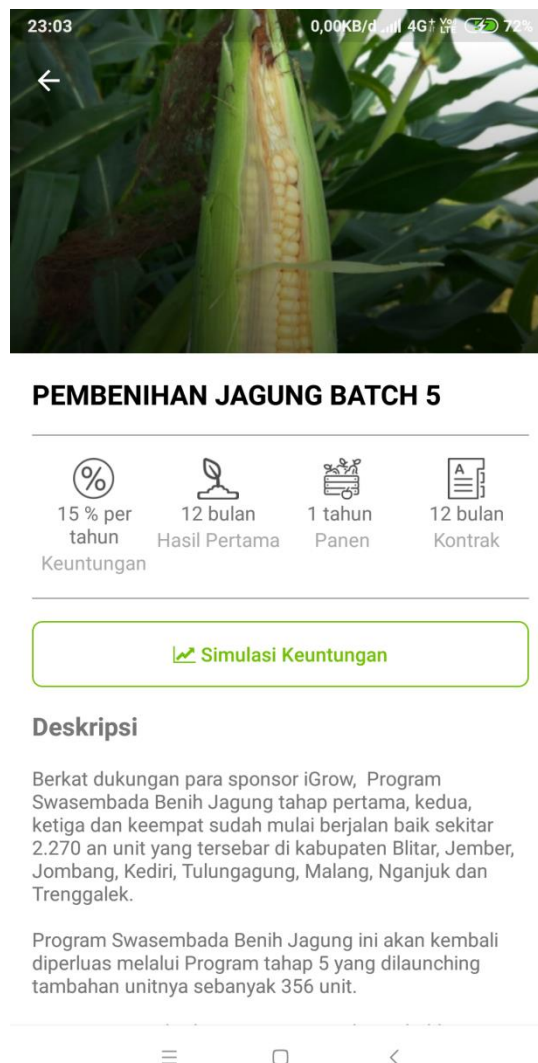 23:03
0,00KB/d 4G+ Vo) LTE 72%
PEMBENIHAN JAGUNG BATCH 5
15 % per tahun
Keuntungan
12 bulan
Hasil Pertama
1 tahun
Panen
12 bulan
Kontrak
Simulasi Keuntungan
Deskripsi
Berkat dukungan para sponsor iGrow, Program
Swasembada Benih Jagung tahap pertama, kedua,
ketiga dan keempat sudah mulai berjalan baik sekitar
2.270 an unit yang tersebar di kabupaten Blitar, Jember,
Jombang, Kediri, Tulungagung, Malang, Nganjuk dan
Trenggalek.
Program Swasembada Benih Jagung ini akan kembali
diperluas melalui Program tahap 5 yang dilaunching
tambahan unitnya sebanyak 356 unit.